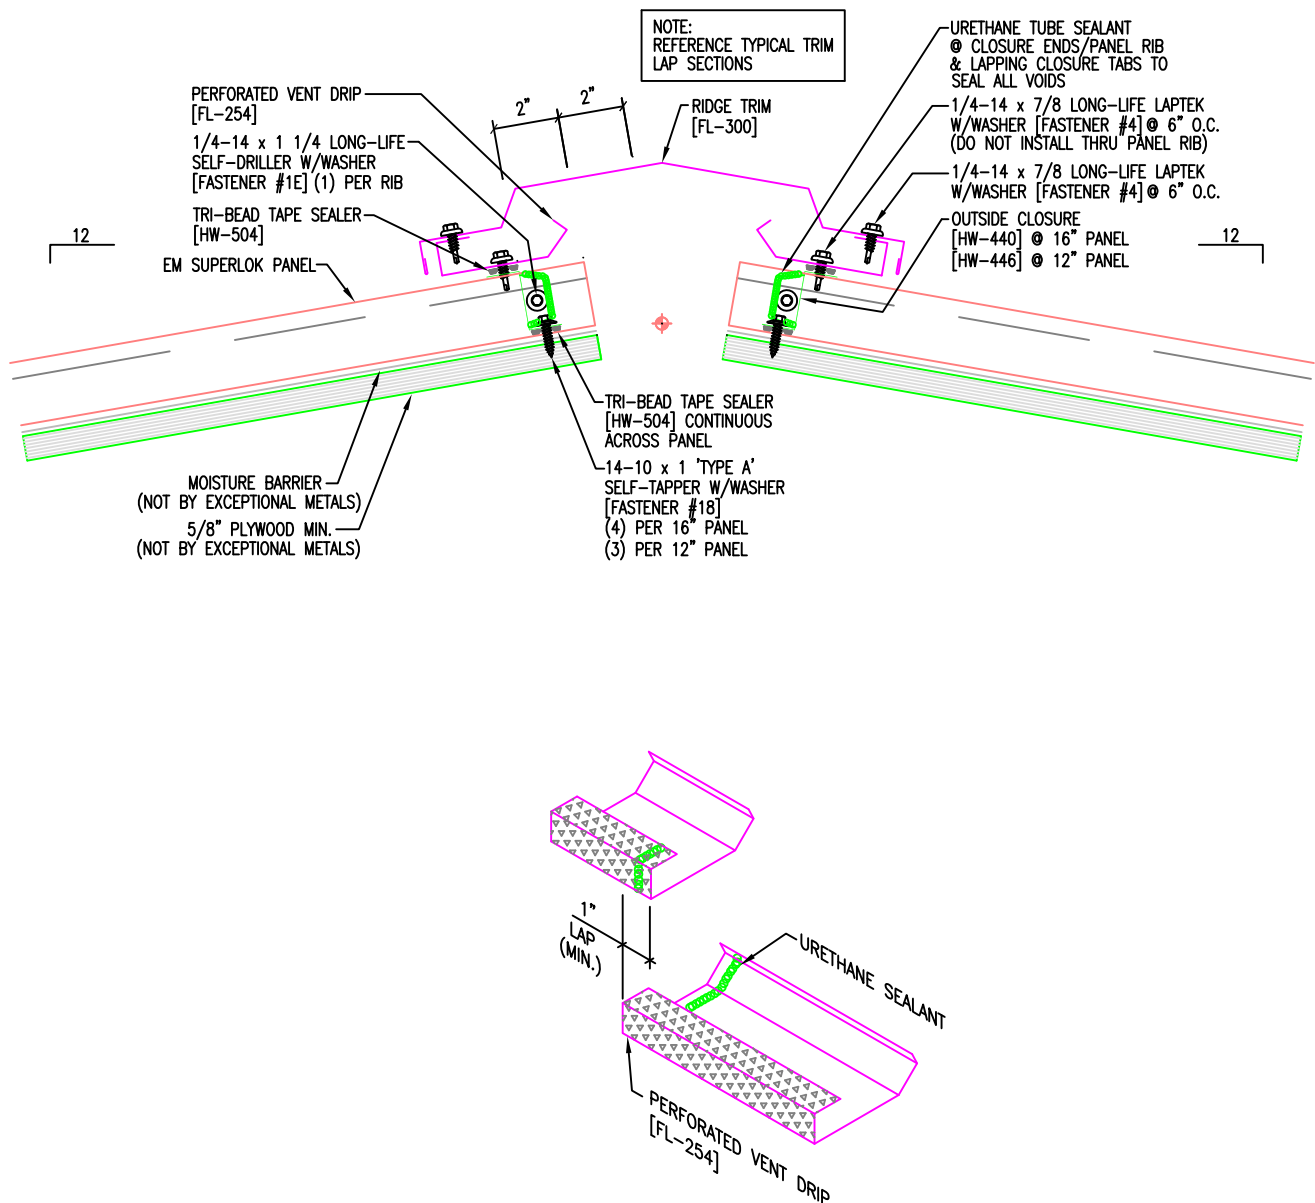 NOTE:
REFERENCE TYPICAL TRIM
LAP SECTIONS
PERFORATED VENT DRIP
[FL-254]
1/4-14 x 1 1/4 LONG-LIFE
SELF-DRILLER W/WASHER
[FASTENER #1E] (1) PER RIB
TRI-BEAD TAPE SEALER
[HW-504]
EM SUPERLOK PANEL
12
2"
2"
RIDGE TRIM
[FL-300]
URETHANE TUBE SEALANT
@ CLOSURE ENDS/PANEL RIB
& LAPPING CLOSURE TABS TO
SEAL ALL VOIDS
1/4-14 x 7/8 LONG-LIFE LAPTEK
W/WASHER [FASTENER #4] @ 6" O.C.
(DO NOT INSTALL THRU PANEL RIB)
1/4-14 x 7/8 LONG-LIFE LAPTEK
W/WASHER [FASTENER #4] @ 6" O.C.
OUTSIDE CLOSURE
[HW-440] @ 16" PANEL
[HW-446] @ 12" PANEL
12
TRI-BEAD TAPE SEALER
[HW-504] CONTINUOUS
ACROSS PANEL
14-10 x 1 'TYPE A'
SELF-TAPPER W/WASHER
[FASTENER #18]
(4) PER 16" PANEL
(3) PER 12" PANEL
MOISTURE BARRIER
(NOT BY EXCEPTIONAL METALS)
5/8" PLYWOOD MIN.
(NOT BY EXCEPTIONAL METALS)
1"
LAP
(MIN.)
URETHANE SEALANT
PERFORATED VENT DRIP
[FL-254]